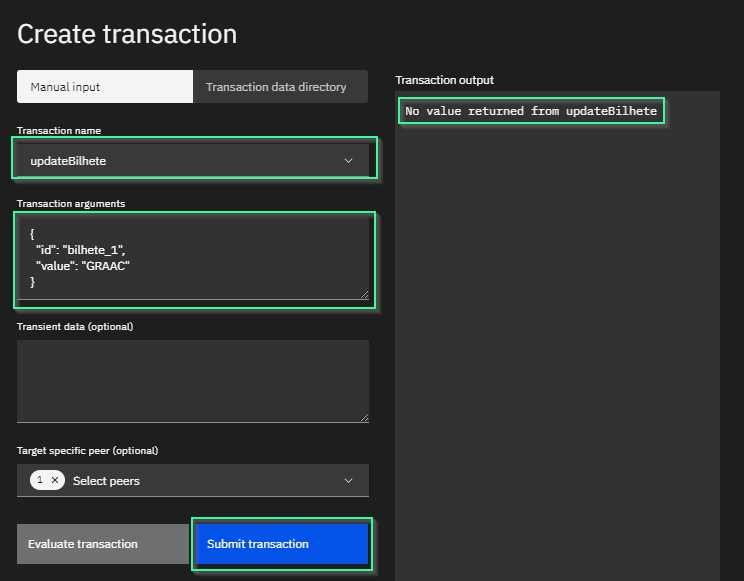 Create transaction
Manual input
Transaction data directory
Transaction name
updateBilhete
Transaction arguments
{
"id": "bilhete_1",
"value": "GRAAC"
}
Transient data (optional)
Target specific peer (optional)
1 × Select peers
Evaluate transaction
Submit transaction
Transaction output
No value returned from updateBilhete